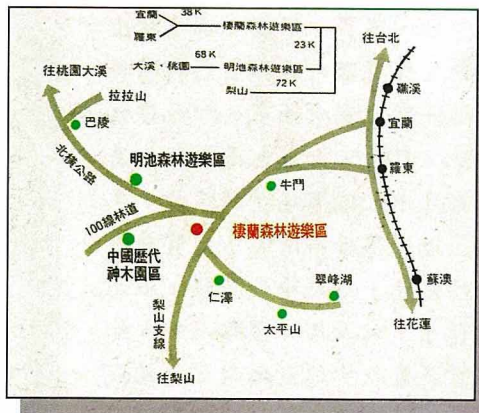 宜蘭
38K
羅東
棲蘭森林遊樂區
23K
大溪・桃園
68K
明池森林遊樂區
梨山
72K
往台北
往桃園大溪
拉拉山
巴陵
礁溪
宜蘭
北橫公路
明池森林遊樂區
牛鬥
羅東
100線林道
棲蘭森林遊樂區
中國歷代
神木園區
仁澤
翠峰湖
蘇澳
太平山
梨山支線
往花蓮
往梨山